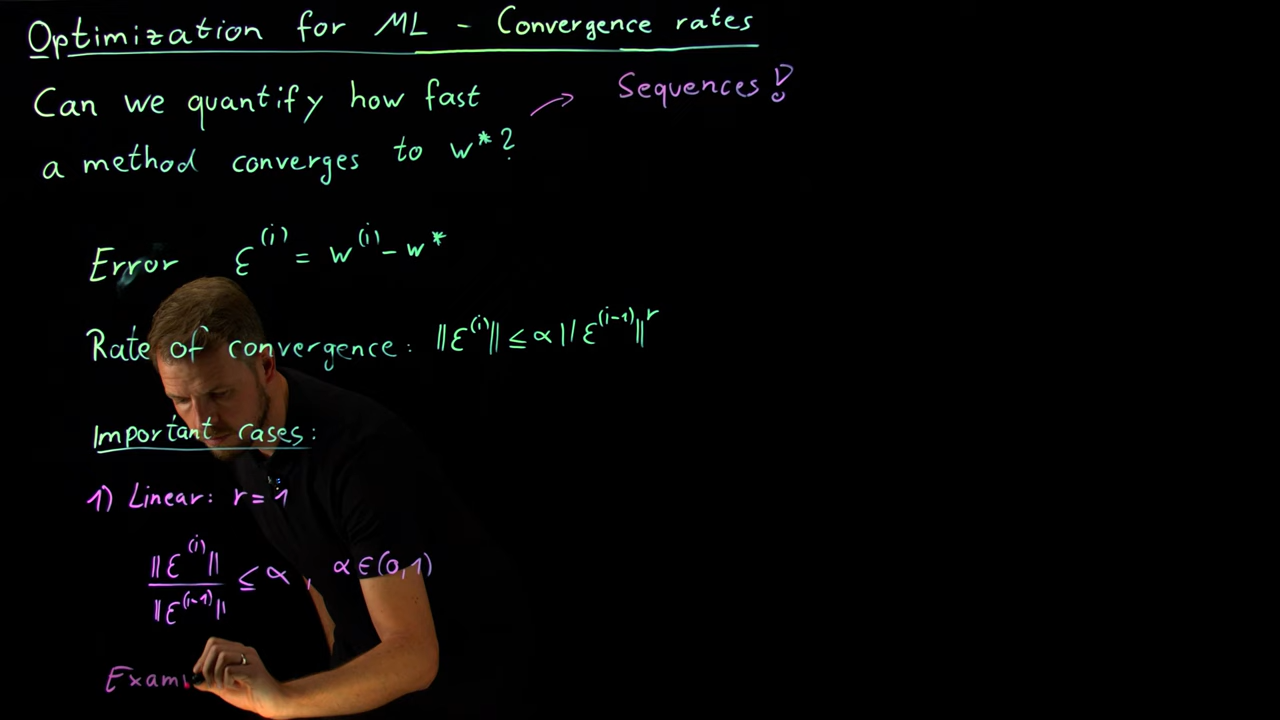 Optimization for ML - Convergence rates
Can we quantify how fast → Sequences!
a method converges to w*?
Error ε^(i) = w^(i) - w*
Rate of convergence: ||ε^(i)|| ≤ α ||ε^(i-1)||^r
Important cases:
1) Linear: r = 1
||ε^(i)|| / ||ε^(i-1)|| ≤ α, α ∈ (0,1)
Exam